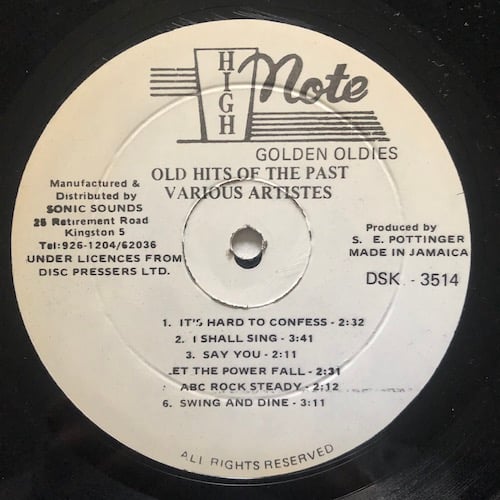 HIGH Note
GOLDEN OLDIES
OLD HITS OF THE PAST
VARIOUS ARTISTES
Manufactured &
Distributed by
SONIC SOUNDS
25 Retirement Road
Kingston 5
Tel:926-1204/62036
UNDER LICENCES FROM
DISC PRESSERS LTD.
Produced by
S. E. POTTINGER
MADE IN JAMAICA
DSK - 3514
1. IT'S HARD TO CONFESS - 2:32
2. I SHALL SING - 3:41
3. SAY YOU - 2:11
ET THE POWER FALL - 2:31
ABC ROCK STEADY - 2:12
6. SWING AND DINE - 3:11
ALL RIGHTS RESERVED